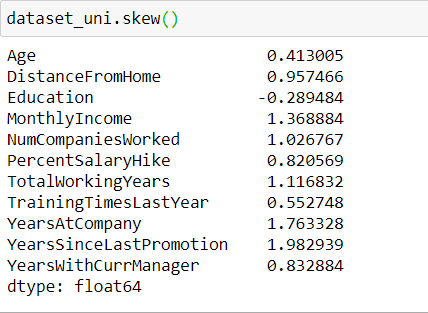 dataset_uni.skew()
Age 0.413005
DistanceFromHome 0.957466
Education -0.289484
MonthlyIncome 1.368884
NumCompaniesWorked 1.026767
PercentSalaryHike 0.820569
TotalWorkingYears 1.116832
TrainingTimesLastYear 0.552748
YearsAtCompany 1.763328
YearsSinceLastPromotion 1.982939
YearsWithCurrManager 0.832884
dtype: float64